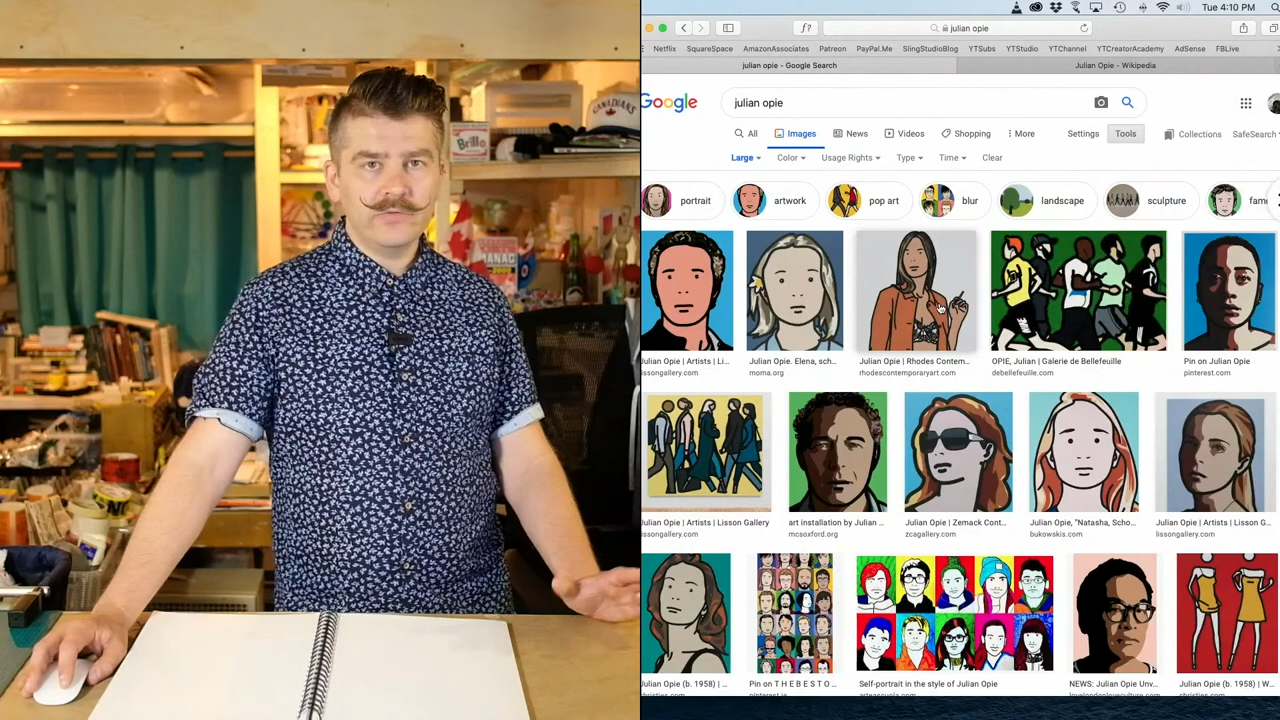 Tue 4:10 PM
julian opie
Netflix SquareSpace AmazonAssociates Patreon PayPal.Me SlingStudioBlog YTSubs YTStudio YTChannel YTCreatorAcademy AdSense FBLive
julian opie - Google Search Julian Opie - Wikipedia
Google julian opie
All Images News Videos Shopping More Settings Tools Collections SafeSearch
Large Color Usage Rights Type Time Clear
portrait artwork pop art blur landscape sculpture
CANADIENS
Brillo
Julian Opie | Artists | Li... Julian Opie. Elena, sch... Julian Opie | Rhodes Contem... OPIE, Julian | Galerie de Bellefeuille Pin on Julian Opie
lissongallery.com moma.org rhodescontemporaryart.com debellefeuille.com pinterest.com
Julian Opie | Artists | Lisson Gallery art installation by Julian ... Julian Opie | Zemack Cont... Julian Opie, "Natasha, Scho... Julian Opie | Artists | Lisson G...
lissongallery.com mcsoxford.org zcagallery.com bukowskis.com lissongallery.com
Julian Opie (b. 1958) | ... Pin on T H E B E S T O ... Self-portrait in the style of Julian Opie NEWS: Julian Opie Unv... Julian Opie (b. 1958) | W...